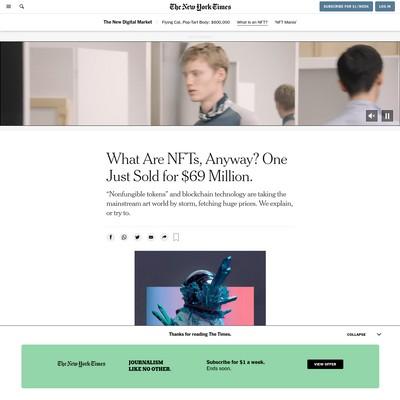 The New York Times
SUBSCRIBE FOR $1/WEEK
LOG IN
The New Digital Market
Flying Cat, Pop-Tart Body: $600,000
What Is an NFT?
'NFT Mania'
What Are NFTs, Anyway? One
Just Sold for $69 Million.
“Nonfungible tokens” and blockchain technology are taking the
mainstream art world by storm, fetching huge prices. We explain,
or try to.
Thanks for reading The Times.
COLLAPSE
The New York Times
JOURNALISM
LIKE NO OTHER.
Subscribe for $1 a week.
Ends soon.
VIEW OFFER